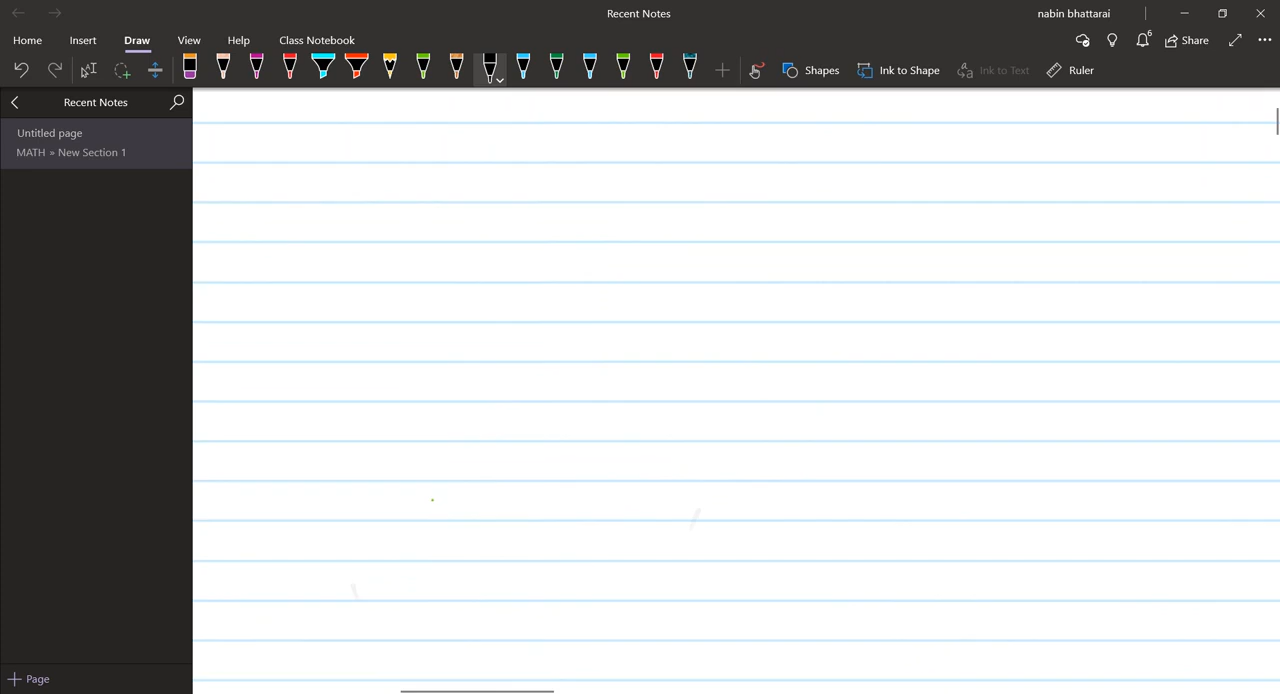 Recent Notes
nabin bhattarai
Home Insert Draw View Help Class Notebook
6
Share
Shapes
Ink to Shape
Ink to Text
Ruler
Recent Notes
Untitled page
MATH » New Section 1
Page